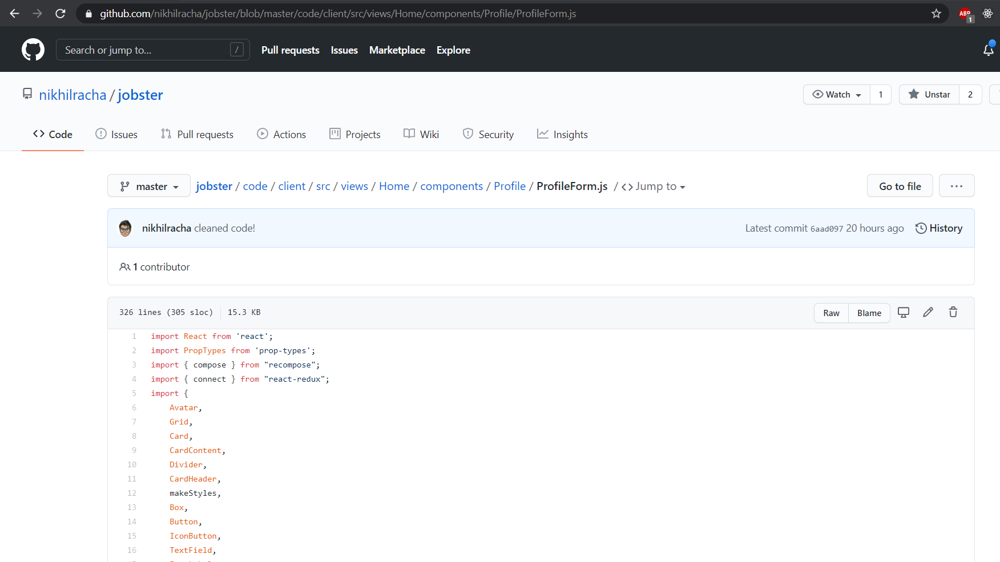 github.com/nikhilracha/jobster/blob/master/code/client/src/views/Home/components/Profile/ProfileForm.js
ABP
1
Search or jump to...
/
Pull requests
Issues
Marketplace
Explore
nikhilracha / jobster
Watch
1
Unstar
2
Code
Issues
Pull requests
Actions
Projects
Wiki
Security
Insights
master
jobster / code / client / src / views / Home / components / Profile / ProfileForm.js / <> Jump to
Go to file
...
nikhilracha cleaned code!
Latest commit 6aad097 20 hours ago
History
1 contributor
326 lines (305 sloc)
15.3 KB
Raw
Blame
1 import React from 'react';
2 import PropTypes from 'prop-types';
3 import { compose } from "recompose";
4 import { connect } from "react-redux";
5 import {
6 Avatar,
7 Grid,
8 Card,
9 CardContent,
10 Divider,
11 CardHeader,
12 makeStyles,
13 Box,
14 Button,
15 IconButton,
16 TextField,